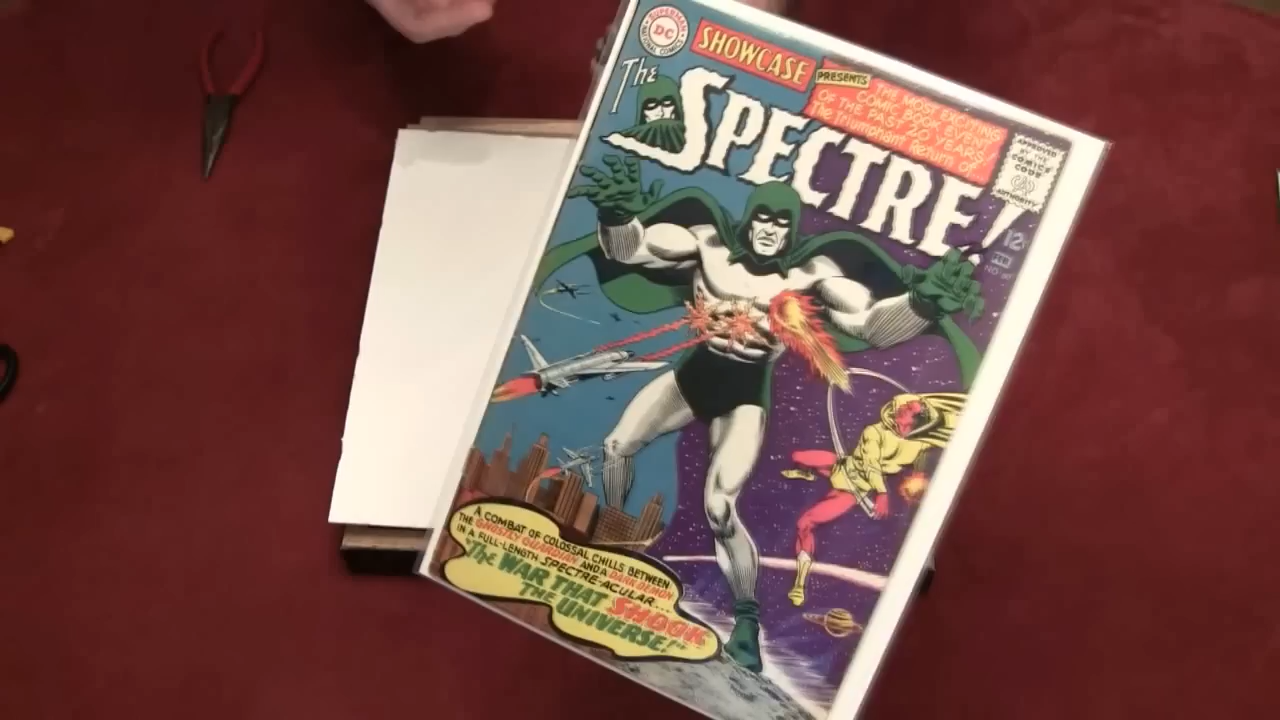 SUPERMAN
DC
NATIONAL COMICS
SHOWCASE
PRESENTS
THE MOST EXCITING
COMIC BOOK EVENT
OF THE PAST 20 YEARS!
The Triumphant Return of..
The
SPECTRE!
APPROVED
BY THE
COMICS
CODE
AUTHORITY
12¢
NO. 60
A COMBAT OF COLOSSAL CHILLS BETWEEN
THE GHOSTLY GUARDIAN AND A DARK DEMON
IN A FULL-LENGTH SPECTRE-ACULAR...
"The WAR THAT SHOOK
THE UNIVERSE!"